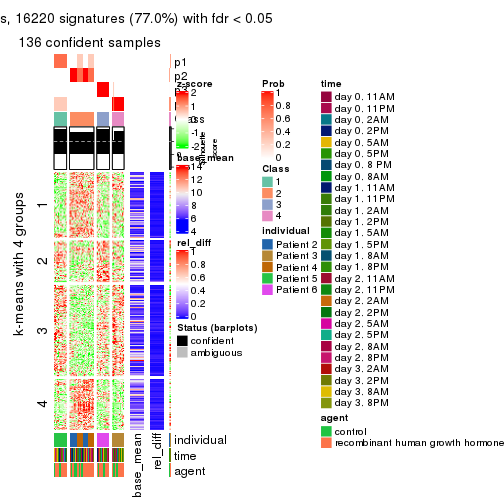 s, 16220 signatures (77.0%) with fdr < 0.05
136 confident samples
p1
p2
z-score
2
1
0
-1
-2
base_mean
14
12
10
8
6
4
rel_diff
1
0.8
0.6
0.4
0.2
0
Status (barplots)
confident
ambiguous
Prob
1
0.8
0.6
0.4
0.2
0
Class
1
2
3
4
individual
Patient 2
Patient 3
Patient 4
Patient 5
Patient 6
time
day 0. 11AM
day 0. 11PM
day 0. 2AM
day 0. 2PM
day 0. 5AM
day 0. 5PM
day 0. 8 PM
day 0. 8AM
day 1. 11AM
day 1. 11PM
day 1. 2AM
day 1. 2PM
day 1. 5AM
day 1. 5PM
day 1. 8AM
day 1. 8PM
day 2. 11AM
day 2. 11PM
day 2. 2AM
day 2. 2PM
day 2. 5AM
day 2. 5PM
day 2. 8AM
day 2. 8PM
day 3. 2AM
day 3. 2PM
day 3. 8AM
day 3. 8PM
agent
control
recombinant human growth hormone
k-means with 4 groups
1
2
3
4
individual
time
agent
base_mean
rel_diff